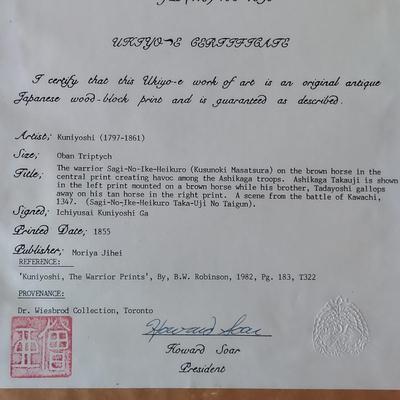 UKIYO-E CERTIFICATE
I certify that this Ukiyo-e work of art is an original antique
Japanese wood-block print and is guaranteed as described.
Artist; Kuniyoshi (1797-1861)
Size; Oban Triptych
Title; The warrior Sagi-No-Ike-Heikuro (Kusunoki Masatsura) on the brown horse in the
central print creating havoc among the Ashikaga troops. Ashikaga Takauji is shown
in the left print mounted on a brown horse while his brother, Tadayoshi gallops
away on his tan horse in the right print. A scene from the battle of Kawachi,
1347. (Sagi-No-Ike-Heikuro Taka-Uji No Taigun).
Signed; Ichiyusai Kuniyoshi Ga
Printed Date; 1855
Publisher; Moriya Jihei
REFERENCE:
'Kuniyoshi, The Warrior Prints', By, B.W. Robinson, 1982, Pg. 183, T322
PROVENANCE:
Dr. Wiesbrod Collection, Toronto
Howard Soar
Howard Soar
President